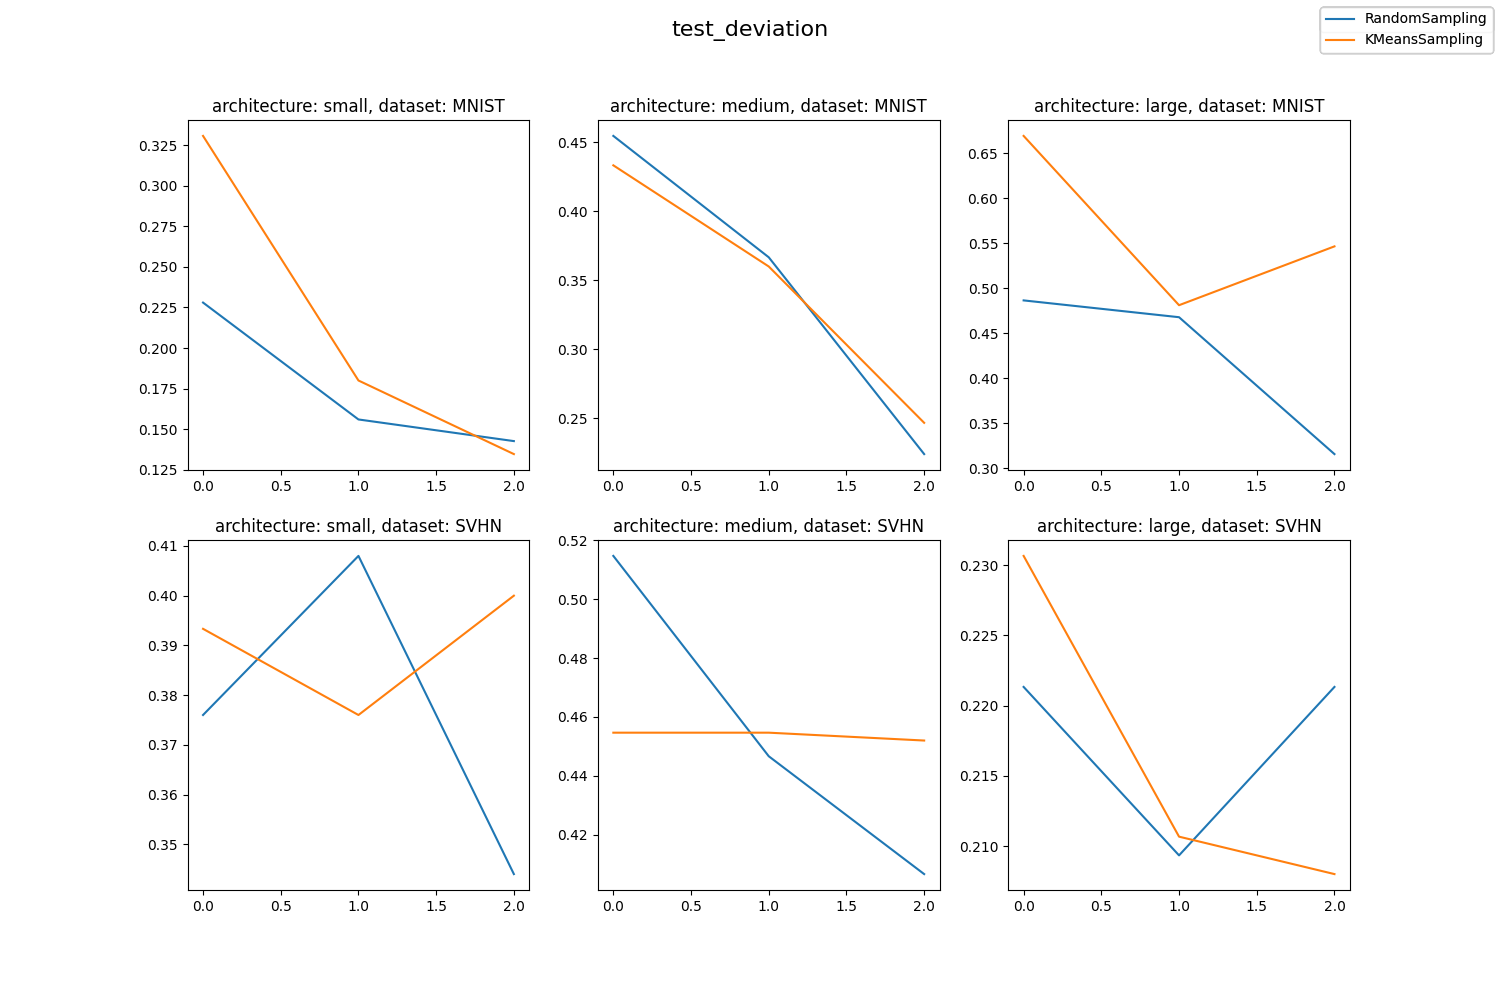 test_deviation
RandomSampling
KMeansSampling
architecture: small, dataset: MNIST
0.325
0.300
0.275
0.250
0.225
0.200
0.175
0.150
0.125
0.0 0.5 1.0 1.5 2.0
architecture: medium, dataset: MNIST
0.45
0.40
0.35
0.30
0.25
0.0 0.5 1.0 1.5 2.0
architecture: large, dataset: MNIST
0.65
0.60
0.55
0.50
0.45
0.40
0.35
0.30
0.0 0.5 1.0 1.5 2.0
architecture: small, dataset: SVHN
0.41
0.40
0.39
0.38
0.37
0.36
0.35
0.0 0.5 1.0 1.5 2.0
architecture: medium, dataset: SVHN
0.52
0.50
0.48
0.46
0.44
0.42
0.0 0.5 1.0 1.5 2.0
architecture: large, dataset: SVHN
0.230
0.225
0.220
0.215
0.210
0.0 0.5 1.0 1.5 2.0